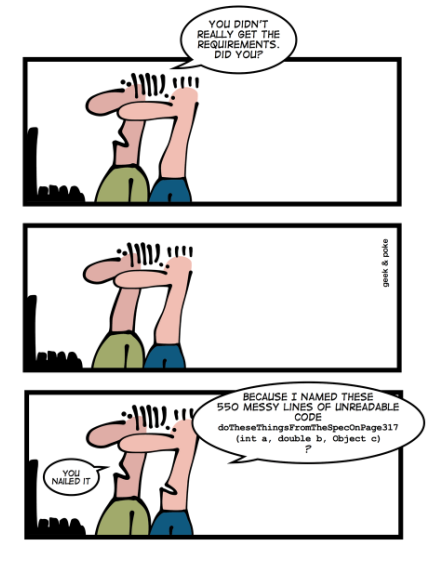 YOU DIDN'T
REALLY GET THE
REQUIREMENTS.
DID YOU?
geek & poke
BECAUSE I NAMED THESE
550 MESSY LINES OF UNREADABLE
CODE
doTheseThingsFromTheSpecOnPage317
(int a, double b, Object c)
?
YOU
NAILED IT